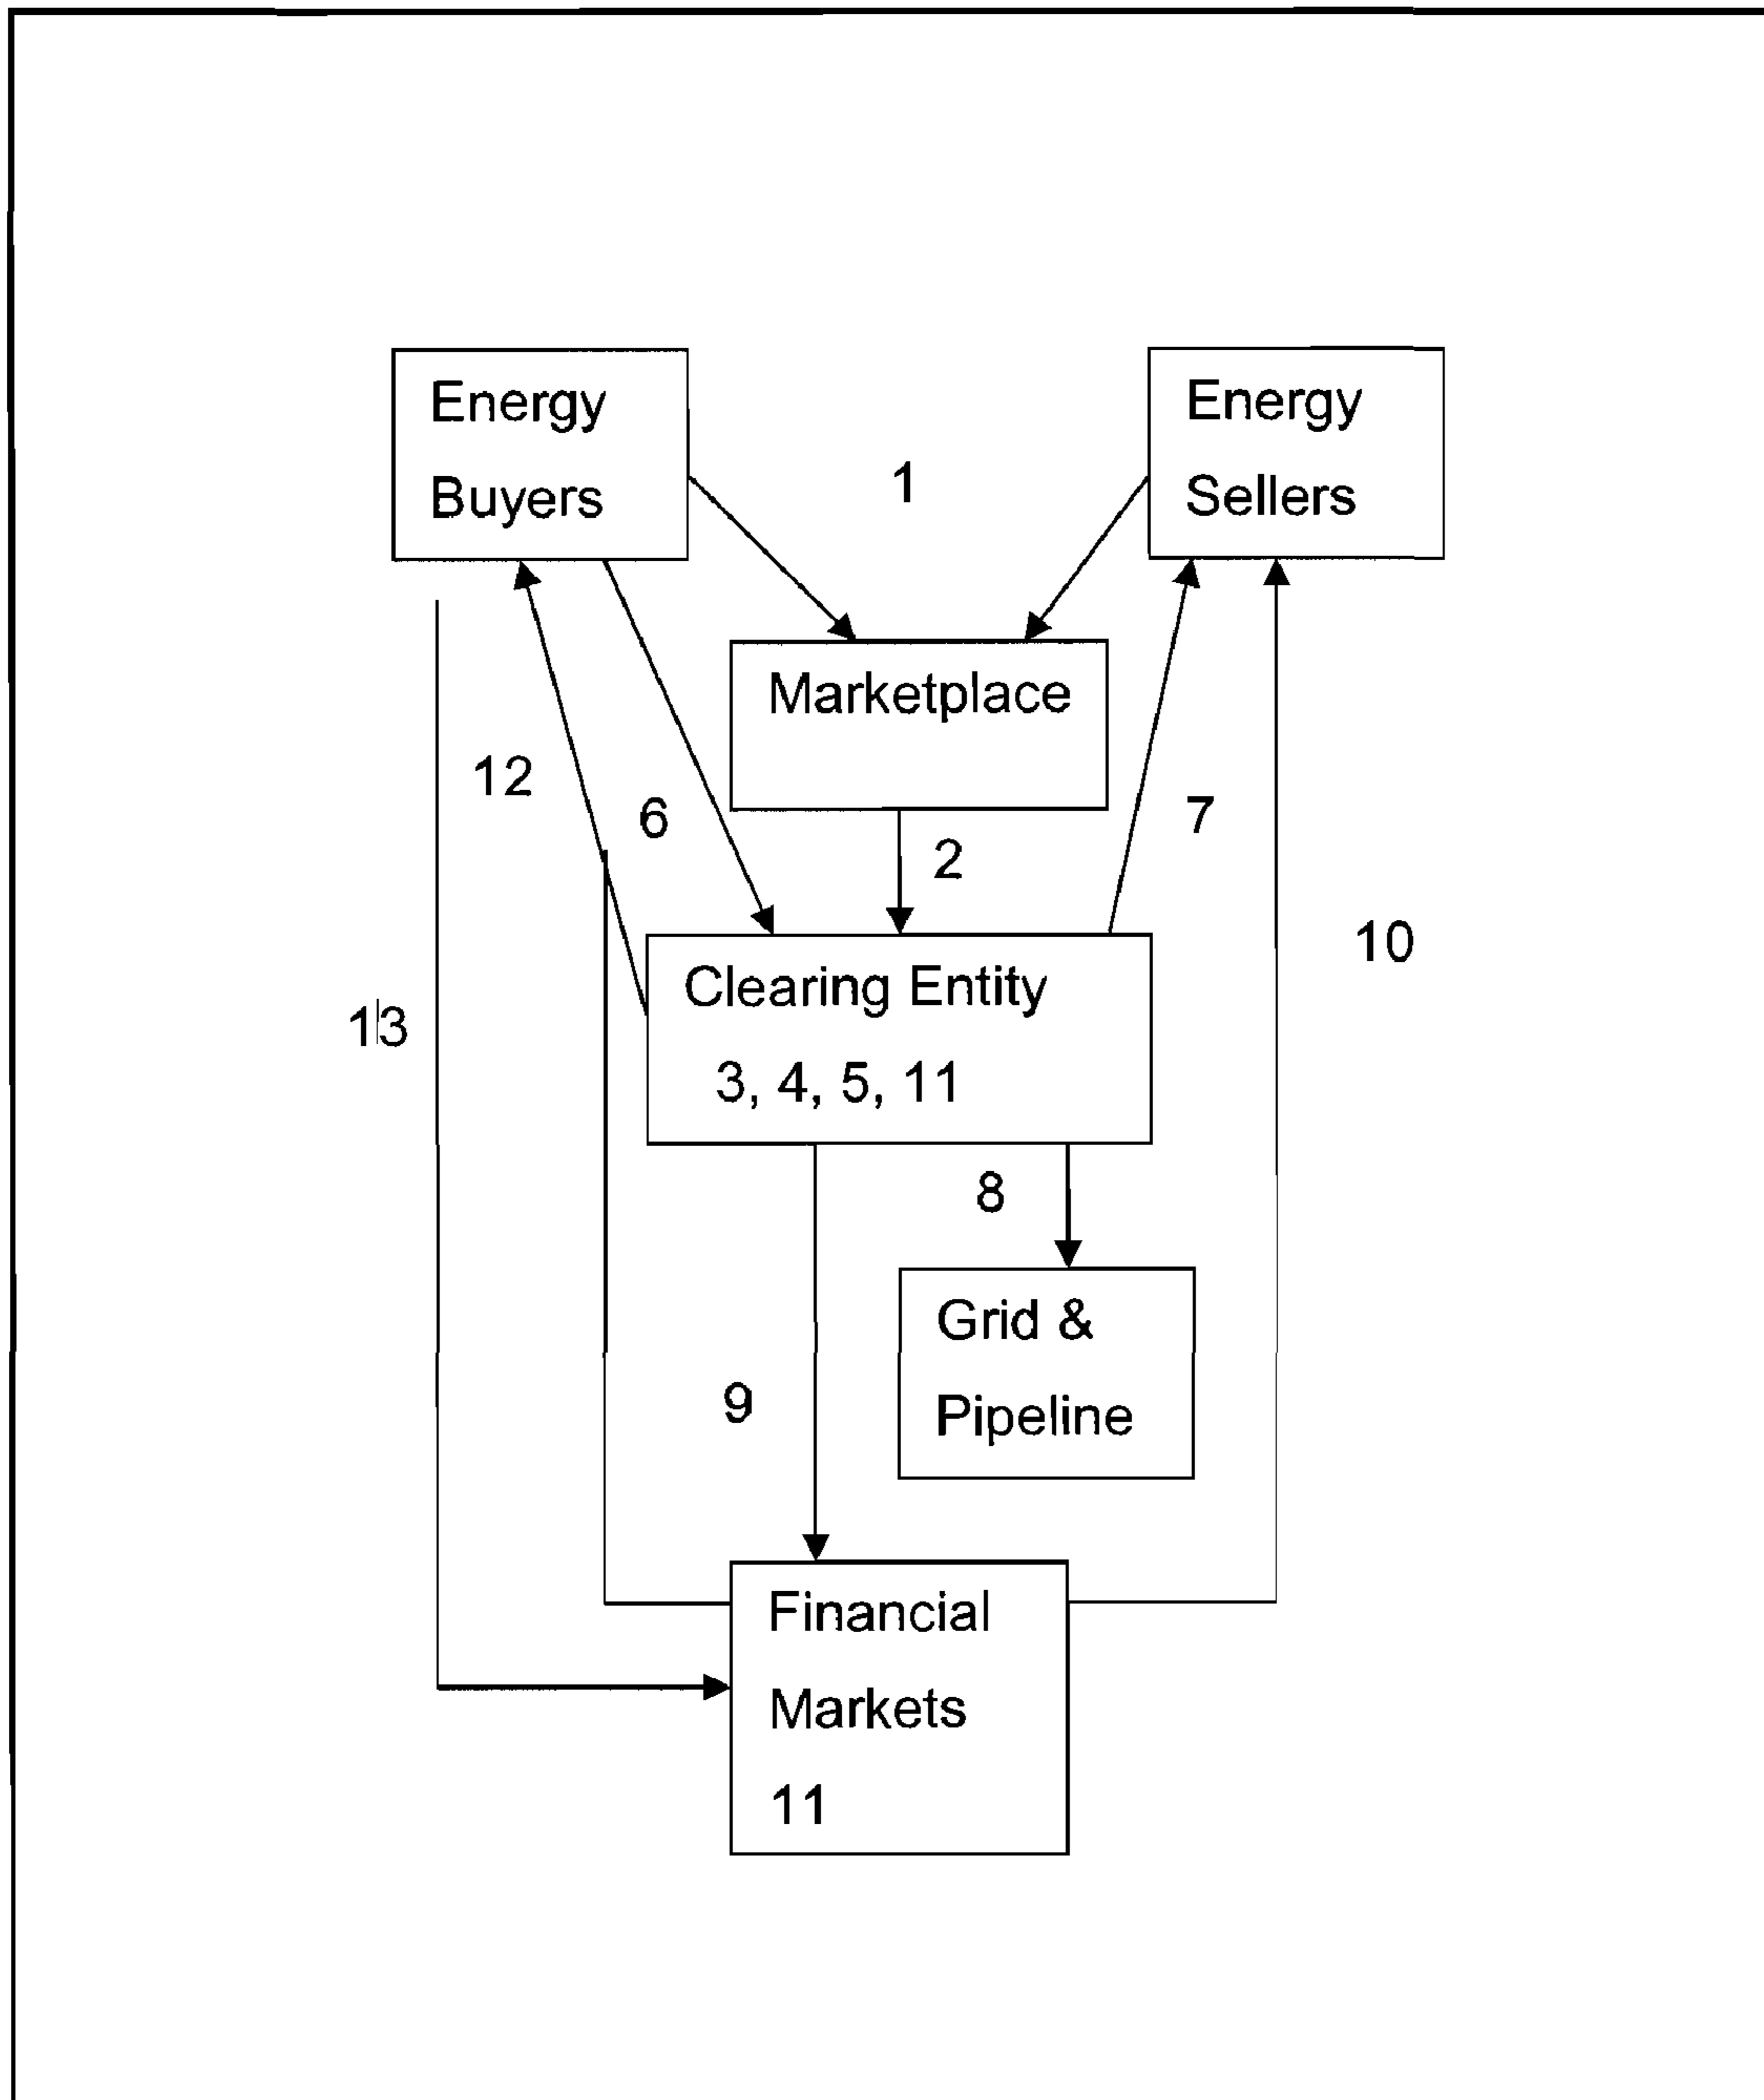 Energy
Buyers
Energy
Sellers
1
Marketplace
12
6
7
2
10
Clearing Entity
3, 4, 5, 11
13
8
Grid &
Pipeline
9
Financial
Markets
11